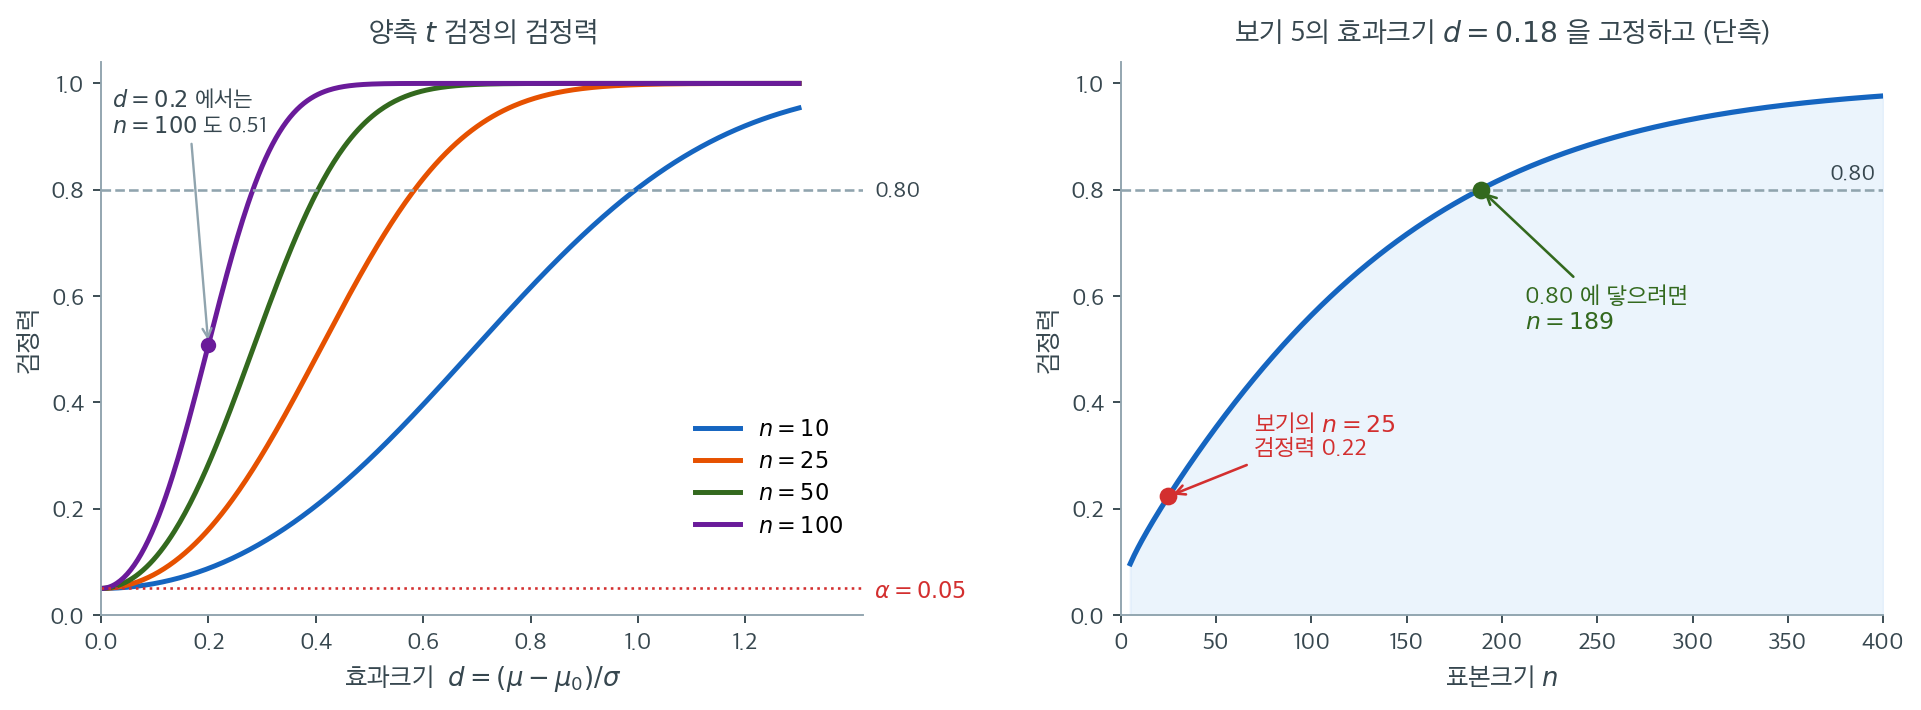 양측 t 검정의 검정력
1.0
0.8
0.6
0.4
0.2
0.0
검정력
d = 0.2 에서는
n = 100 도 0.51
0.80
n = 10
n = 25
n = 50
n = 100
α = 0.05
0.0 0.2 0.4 0.6 0.8 1.0 1.2
효과크기 d = (μ − μ₀)/σ
보기 5의 효과크기 d = 0.18 을 고정하고 (단측)
1.0
0.8
0.6
0.4
0.2
0.0
검정력
0.80
0.80 에 닿으려면
n = 189
보기의 n = 25
검정력 0.22
0 50 100 150 200 250 300 350 400
표본크기 n